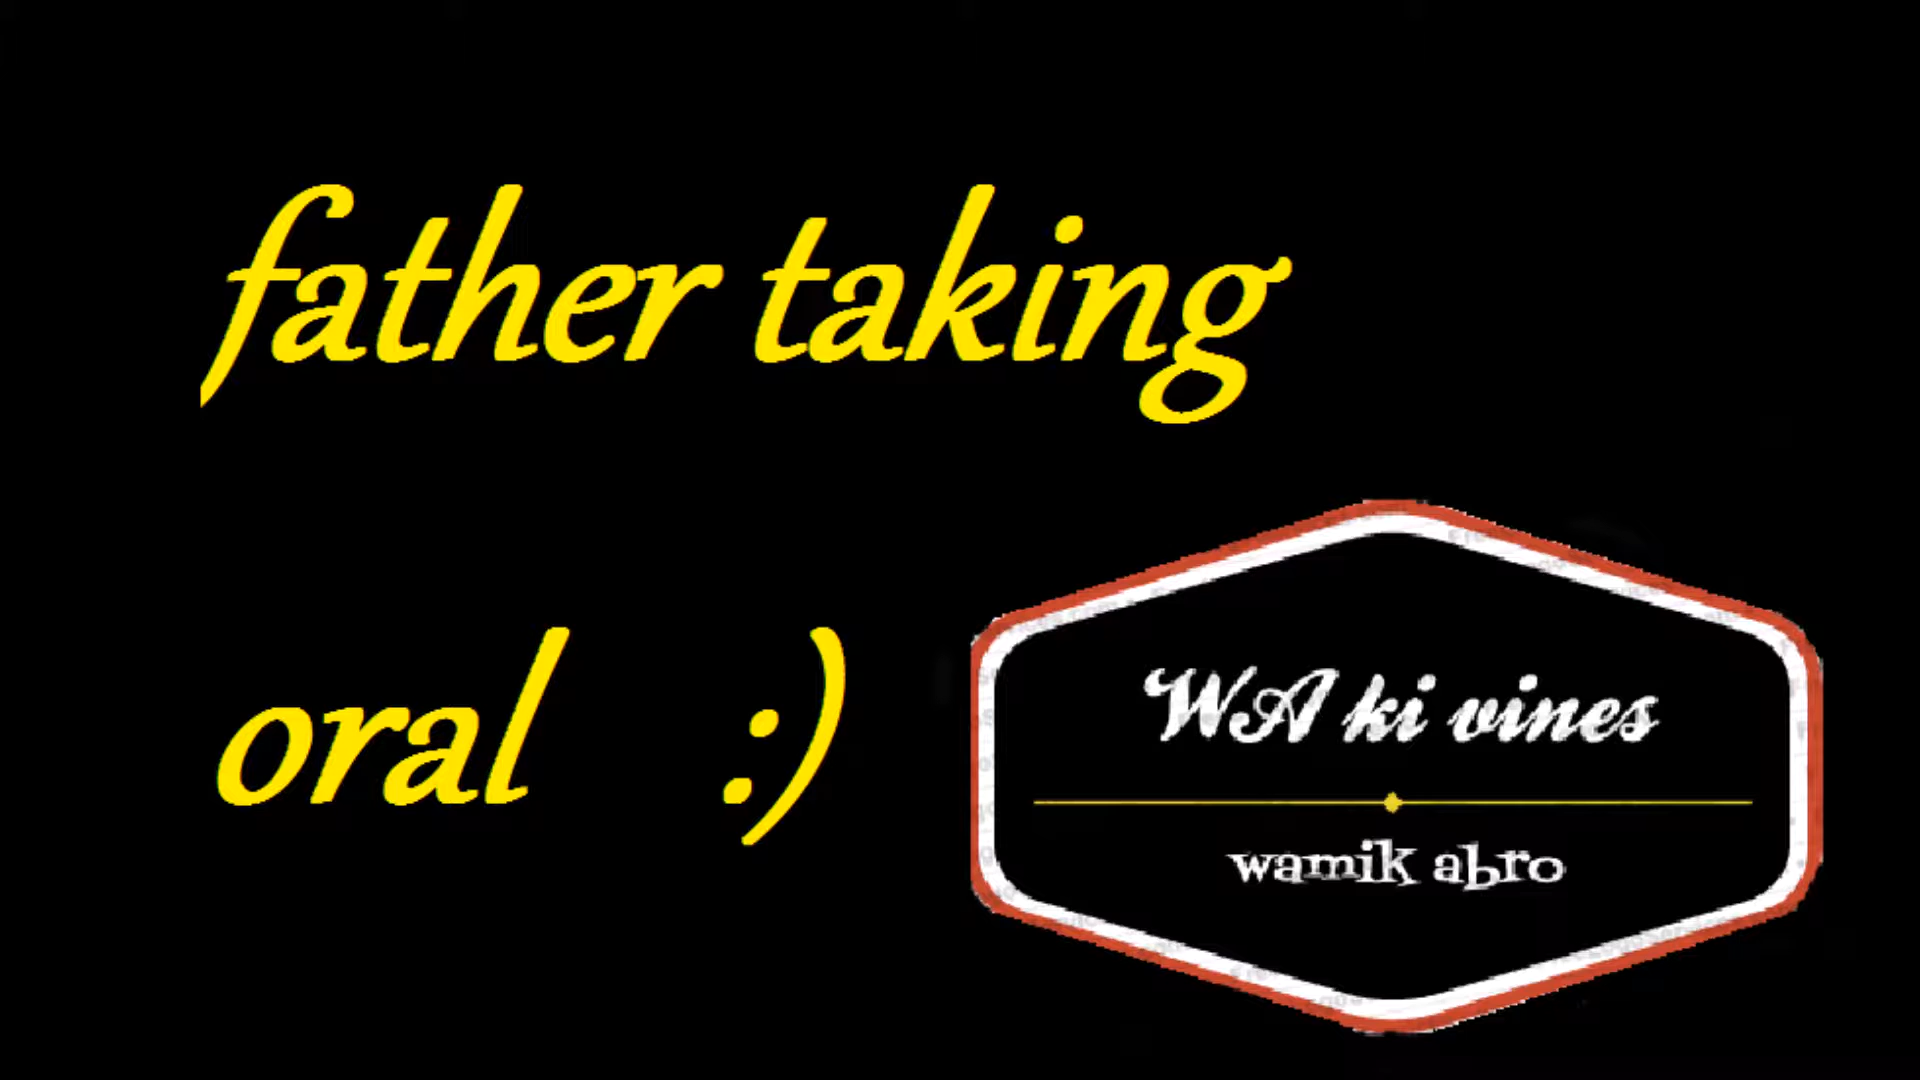 father taking
oral :)
WA ki vines
wamik abro